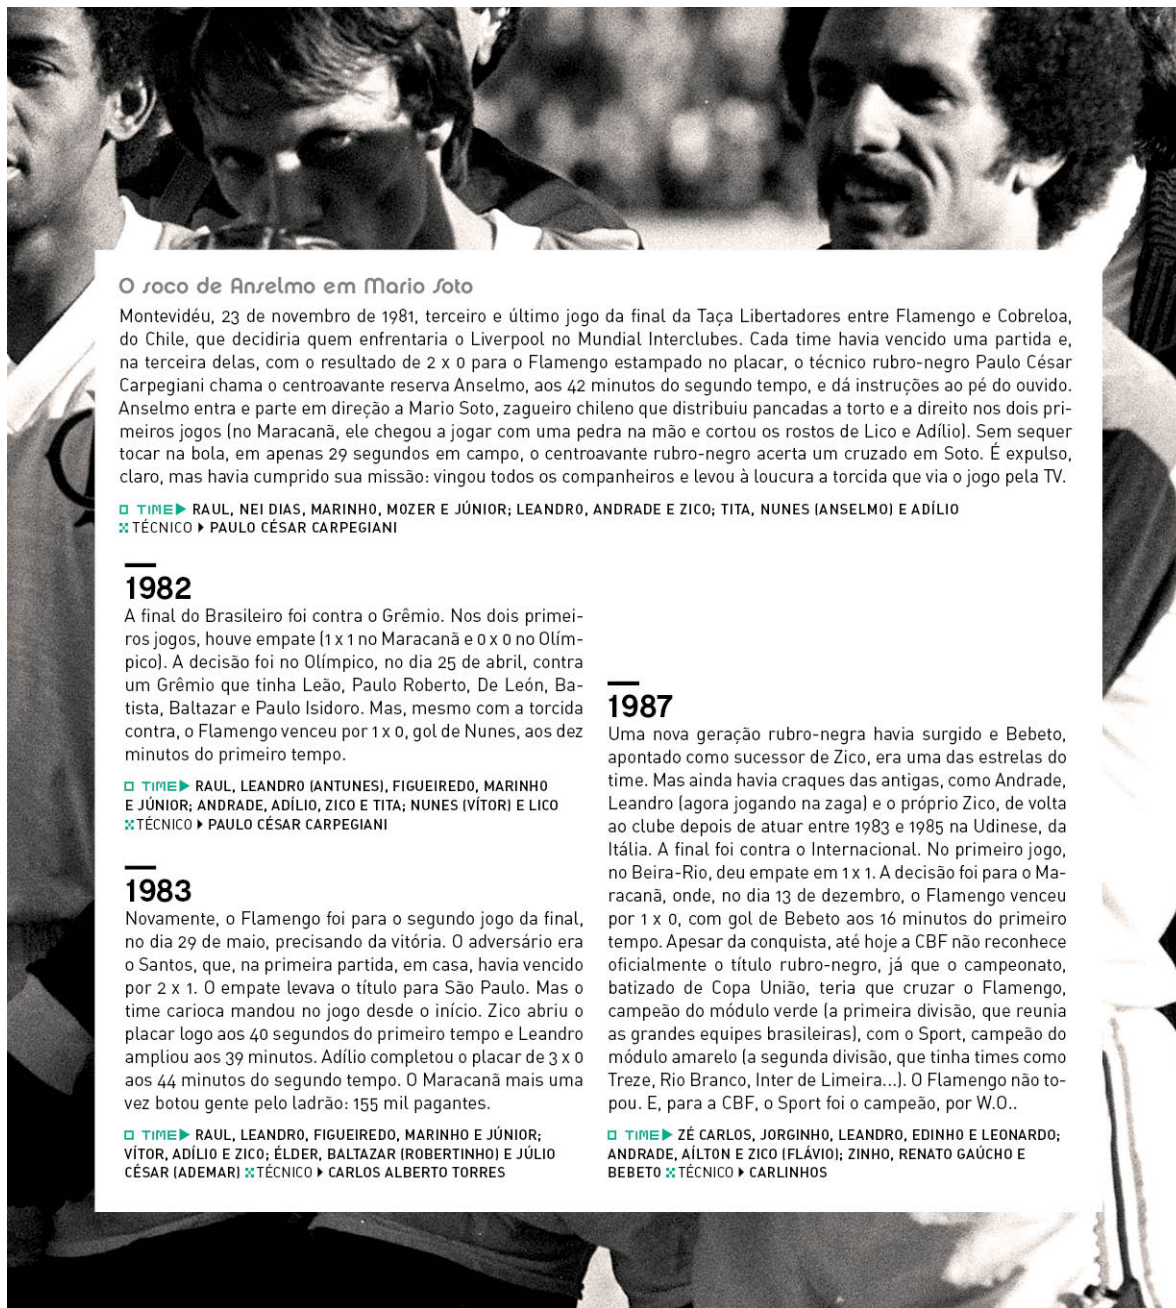 O soco de Anselmo em Mario Soto
Montevidéu, 23 de novembro de 1981, terceiro e último jogo da final da Taça Libertadores entre Flamengo e Cobreloa,
do Chile, que decidiria quem enfrentaria o Liverpool no Mundial Interclubes. Cada time havia vencido uma partida e,
na terceira delas, com o resultado de 2 x 0 para o Flamengo estampado no placar, o técnico rubro-negro Paulo César
Carpegiani chama o centroavante reserva Anselmo, aos 42 minutos do segundo tempo, e dá instruções ao pé do ouvido.
Anselmo entra e parte em direção a Mario Soto, zagueiro chileno que distribuiu pancadas a torto e a direito nos dois pri-
meiros jogos (no Maracanã, ele chegou a jogar com uma pedra na mão e cortou os rostos de Lico e Adílio). Sem sequer
tocar na bola, em apenas 29 segundos em campo, o centroavante rubro-negro acerta um cruzado em Soto. É expulso,
claro, mas havia cumprido sua missão: vingou todos os companheiros e levou à loucura a torcida que via o jogo pela TV.
TIME RAUL, NEI DIAS, MARINHO, MOZER E JÚNIOR; LEANDRO, ANDRADE E ZICO; TITA, NUNES (ANSELMO) E ADÍLIO
TÉCNICO PAULO CÉSAR CARPEGIANI
1982
A final do Brasileiro foi contra o Grêmio. Nos dois primei-
ros jogos, houve empate (1 x 1 no Maracanã e 0 x 0 no Olím-
pico). A decisão foi no Olímpico, no dia 25 de abril, contra
um Grêmio que tinha Leão, Paulo Roberto, De León, Ba-
tista, Baltazar e Paulo Isidoro. Mas, mesmo com a torcida
contra, o Flamengo venceu por 1 x 0, gol de Nunes, aos dez
minutos do primeiro tempo.
TIME RAUL, LEANDRO (ANTUNES), FIGUEIREDO, MARINHO
E JÚNIOR; ANDRADE, ADÍLIO, ZICO E TITA; NUNES (VÍTOR) E LICO
TÉCNICO PAULO CÉSAR CARPEGIANI
1983
Novamente, o Flamengo foi para o segundo jogo da final,
no dia 29 de maio, precisando da vitória. O adversário era
o Santos, que, na primeira partida, em casa, havia vencido
por 2 x 1. O empate levava o título para São Paulo. Mas o
time carioca mandou no jogo desde o início. Zico abriu o
placar logo aos 40 segundos do primeiro tempo e Leandro
ampliou aos 39 minutos. Adílio completou o placar de 3 x 0
aos 44 minutos do segundo tempo. O Maracanã mais uma
vez botou gente pelo ladrão: 155 mil pagantes.
TIME RAUL, LEANDRO, FIGUEIREDO, MARINHO E JÚNIOR;
VÍTOR, ADÍLIO E ZICO; ÉLDER, BALTAZAR (ROBERTINHO) E JÚLIO
CÉSAR (ADEMAR) TÉCNICO CARLOS ALBERTO TORRES
1987
Uma nova geração rubro-negra havia surgido e Bebeto,
apontado como sucessor de Zico, era uma das estrelas do
time. Mas ainda havia craques das antigas, como Andrade,
Leandro (agora jogando na zaga) e o próprio Zico, de volta
ao clube depois de atuar entre 1983 e 1985 na Udinese, da
Itália. A final foi contra o Internacional. No primeiro jogo,
no Beira-Rio, deu empate em 1 x 1. A decisão foi para o Ma-
racanã, onde, no dia 13 de dezembro, o Flamengo venceu
por 1 x 0, com gol de Bebeto aos 16 minutos do primeiro
tempo. Apesar da conquista, até hoje a CBF não reconhece
oficialmente o título rubro-negro, já que o campeonato,
batizado de Copa União, teria que cruzar o Flamengo,
campeão do módulo verde (a primeira divisão, que reunia
as grandes equipes brasileiras), com o Sport, campeão do
módulo amarelo (a segunda divisão, que tinha times como
Treze, Rio Branco, Inter de Limeira...). O Flamengo não to-
pou. E, para a CBF, o Sport foi o campeão, por W.O..
TIME ZÉ CARLOS, JORGINHO, LEANDRO, EDINHO E LEONARDO;
ANDRADE, AÍLTON E ZICO (FLÁVIO); ZINHO, RENATO GAÚCHO E
BEBETO TÉCNICO CARLINHOS